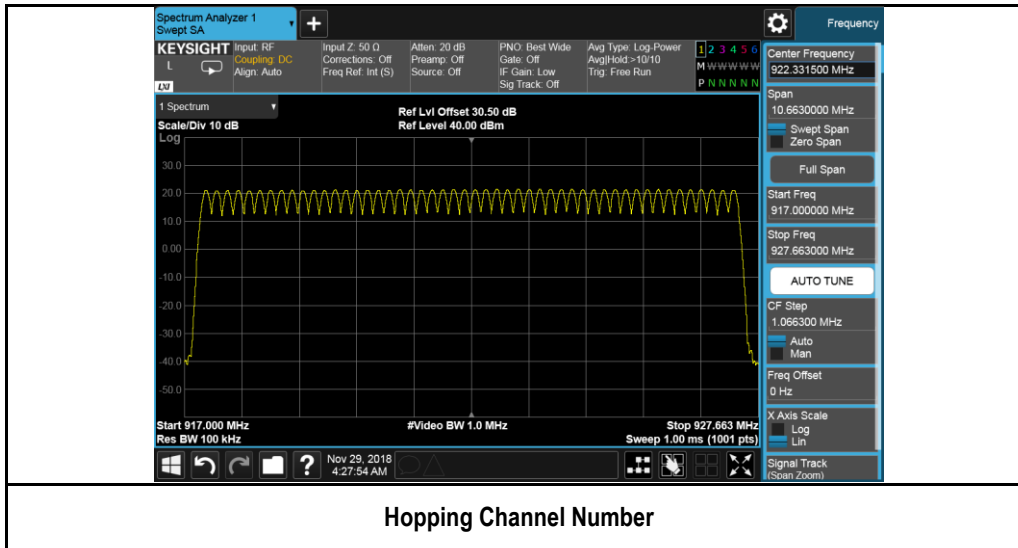 Spectrum Analyzer 1
Swept SA
+
Frequency
KEYSIGHT
L
LXI
Input: RF
Coupling: DC
Align: Auto
Input Z: 50 Ω
Corrections: Off
Freq Ref: Int (S)
Atten: 20 dB
Preamp: Off
Source: Off
PNO: Best Wide
Gate: Off
IF Gain: Low
Sig Track: Off
Avg Type: Log-Power
Avg|Hold:>10/10
Trig: Free Run
1 2 3 4 5 6
M W W W W W
P N N N N N
1 Spectrum
Scale/Div 10 dB
Log
Ref Lvl Offset 30.50 dB
Ref Level 40.00 dBm
30.0
20.0
10.0
0.00
-10.0
-20.0
-30.0
-40.0
-50.0
Start 917.000 MHz
Res BW 100 kHz
#Video BW 1.0 MHz
Stop 927.663 MHz
Sweep 1.00 ms (1001 pts)
Center Frequency
922.331500 MHz
Span
10.6630000 MHz
Swept Span
Zero Span
Full Span
Start Freq
917.000000 MHz
Stop Freq
927.663000 MHz
AUTO TUNE
CF Step
1.066300 MHz
Auto
Man
Freq Offset
0 Hz
X Axis Scale
Log
Lin
Signal Track
(Span Zoom)
?
Nov 29, 2018
4:27:54 AM
Hopping Channel Number